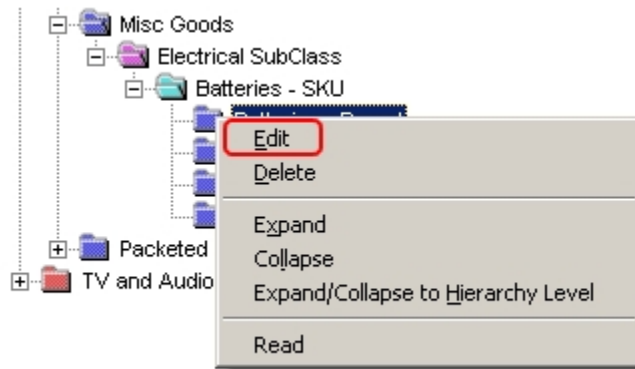 Misc Goods
Electrical SubClass
Batteries - SKU
Edit
Delete
Expand
Collapse
Expand/Collapse to Hierarchy Level
Packeted
TV and Audio
Read